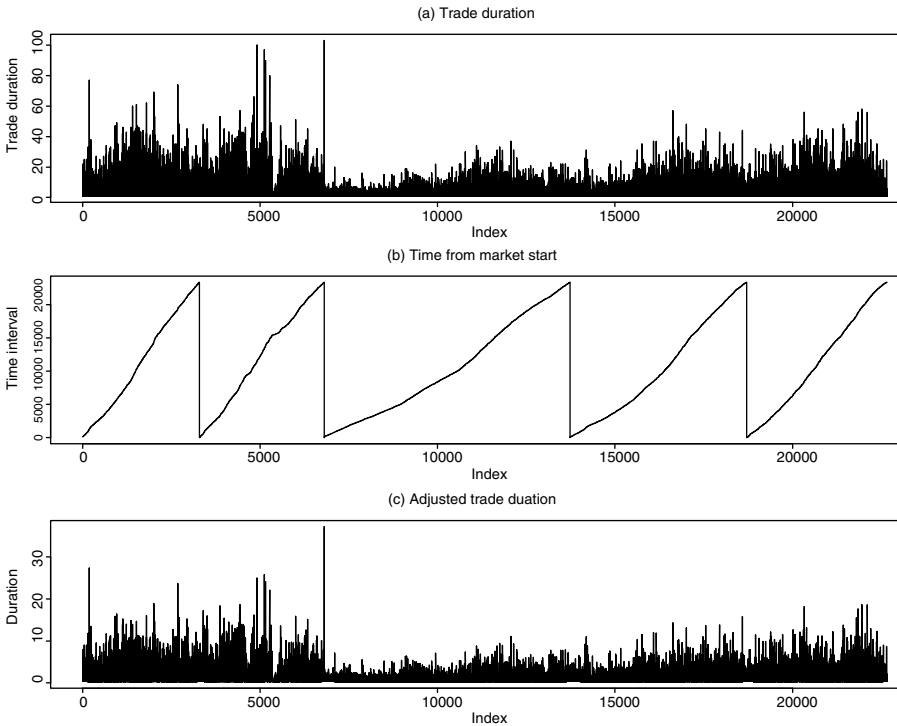 (a) Trade duration
Trade duration
0 20 40 60 80 100
0 5000 10000 15000 20000
Index
(b) Time from market start
Time interval
0 5000 10000 15000 20000
0 5000 10000 15000 20000
Index
(c) Adjusted trade duation
Duration
0 10 20 30
0 5000 10000 15000 20000
Index